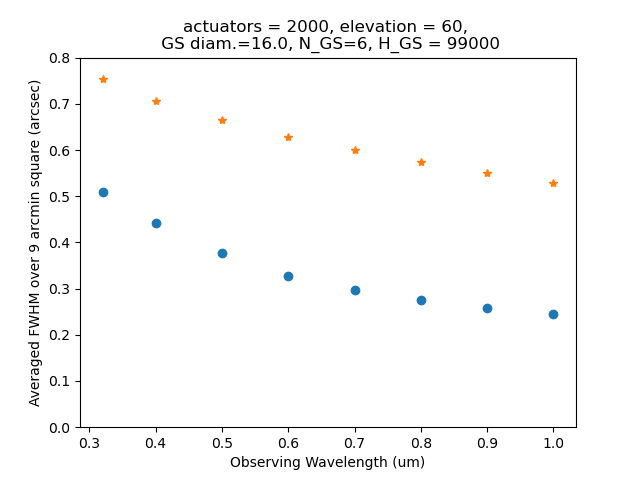 actuators = 2000, elevation = 60,
GS diam.=16.0, N_GS=6, H_GS = 99000
Averaged FWHM over 9 arcmin square (arcsec)
0.8
0.7
0.6
0.5
0.4
0.3
0.2
0.1
0.0
0.3 0.4 0.5 0.6 0.7 0.8 0.9 1.0
Observing Wavelength (um)